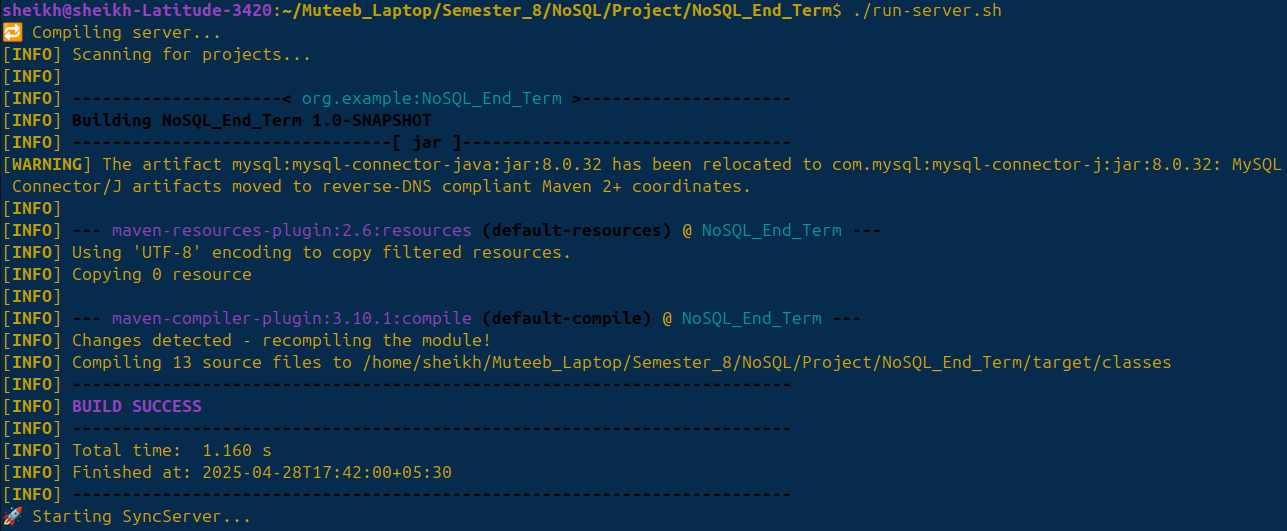 sheikh@sheikh-Latitude-3420:~/Muteeb_Laptop/Semester_8/NoSQL/Project/NoSQL_End_Term$ ./run-server.sh
🔁 Compiling server...
[INFO] Scanning for projects...
[INFO]
[INFO] ---------------------< org.example:NoSQL_End_Term >---------------------
[INFO] Building NoSQL_End_Term 1.0-SNAPSHOT
[INFO] --------------------------------[ jar ]---------------------------------
[WARNING] The artifact mysql:mysql-connector-java:jar:8.0.32 has been relocated to com.mysql:mysql-connector-j:jar:8.0.32: MySQL
Connector/J artifacts moved to reverse-DNS compliant Maven 2+ coordinates.
[INFO]
[INFO] --- maven-resources-plugin:2.6:resources (default-resources) @ NoSQL_End_Term ---
[INFO] Using 'UTF-8' encoding to copy filtered resources.
[INFO] Copying 0 resource
[INFO]
[INFO] --- maven-compiler-plugin:3.10.1:compile (default-compile) @ NoSQL_End_Term ---
[INFO] Changes detected - recompiling the module!
[INFO] Compiling 13 source files to /home/sheikh/Muteeb_Laptop/Semester_8/NoSQL/Project/NoSQL_End_Term/target/classes
[INFO] ------------------------------------------------------------------------
[INFO] BUILD SUCCESS
[INFO] ------------------------------------------------------------------------
[INFO] Total time:  1.160 s
[INFO] Finished at: 2025-04-28T17:42:00+05:30
[INFO] ------------------------------------------------------------------------
🚀 Starting SyncServer...